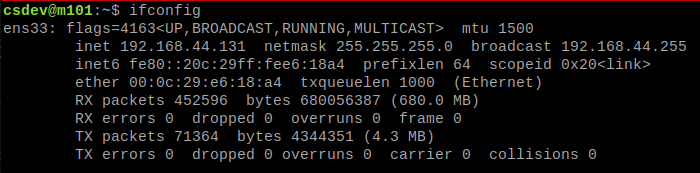 csdev@m101:~$ ifconfig
ens33: flags=4163<UP,BROADCAST,RUNNING,MULTICAST>  mtu 1500
        inet 192.168.44.131  netmask 255.255.255.0  broadcast 192.168.44.255
        inet6 fe80::20c:29ff:fee6:18a4  prefixlen 64  scopeid 0x20<link>
        ether 00:0c:29:e6:18:a4  txqueuelen 1000  (Ethernet)
        RX packets 452596  bytes 680056387 (680.0 MB)
        RX errors 0  dropped 0  overruns 0  frame 0
        TX packets 71364  bytes 4344351 (4.3 MB)
        TX errors 0  dropped 0 overruns 0  carrier 0  collisions 0